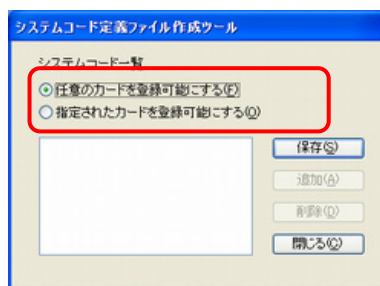 システムコード定義ファイル作成ツール
システムコード一覧
任意のカードを登録可能にする(F)
指定されたカードを登録可能にする(O)
保存(S)
追加(A)
削除(D)
閉じる(C)